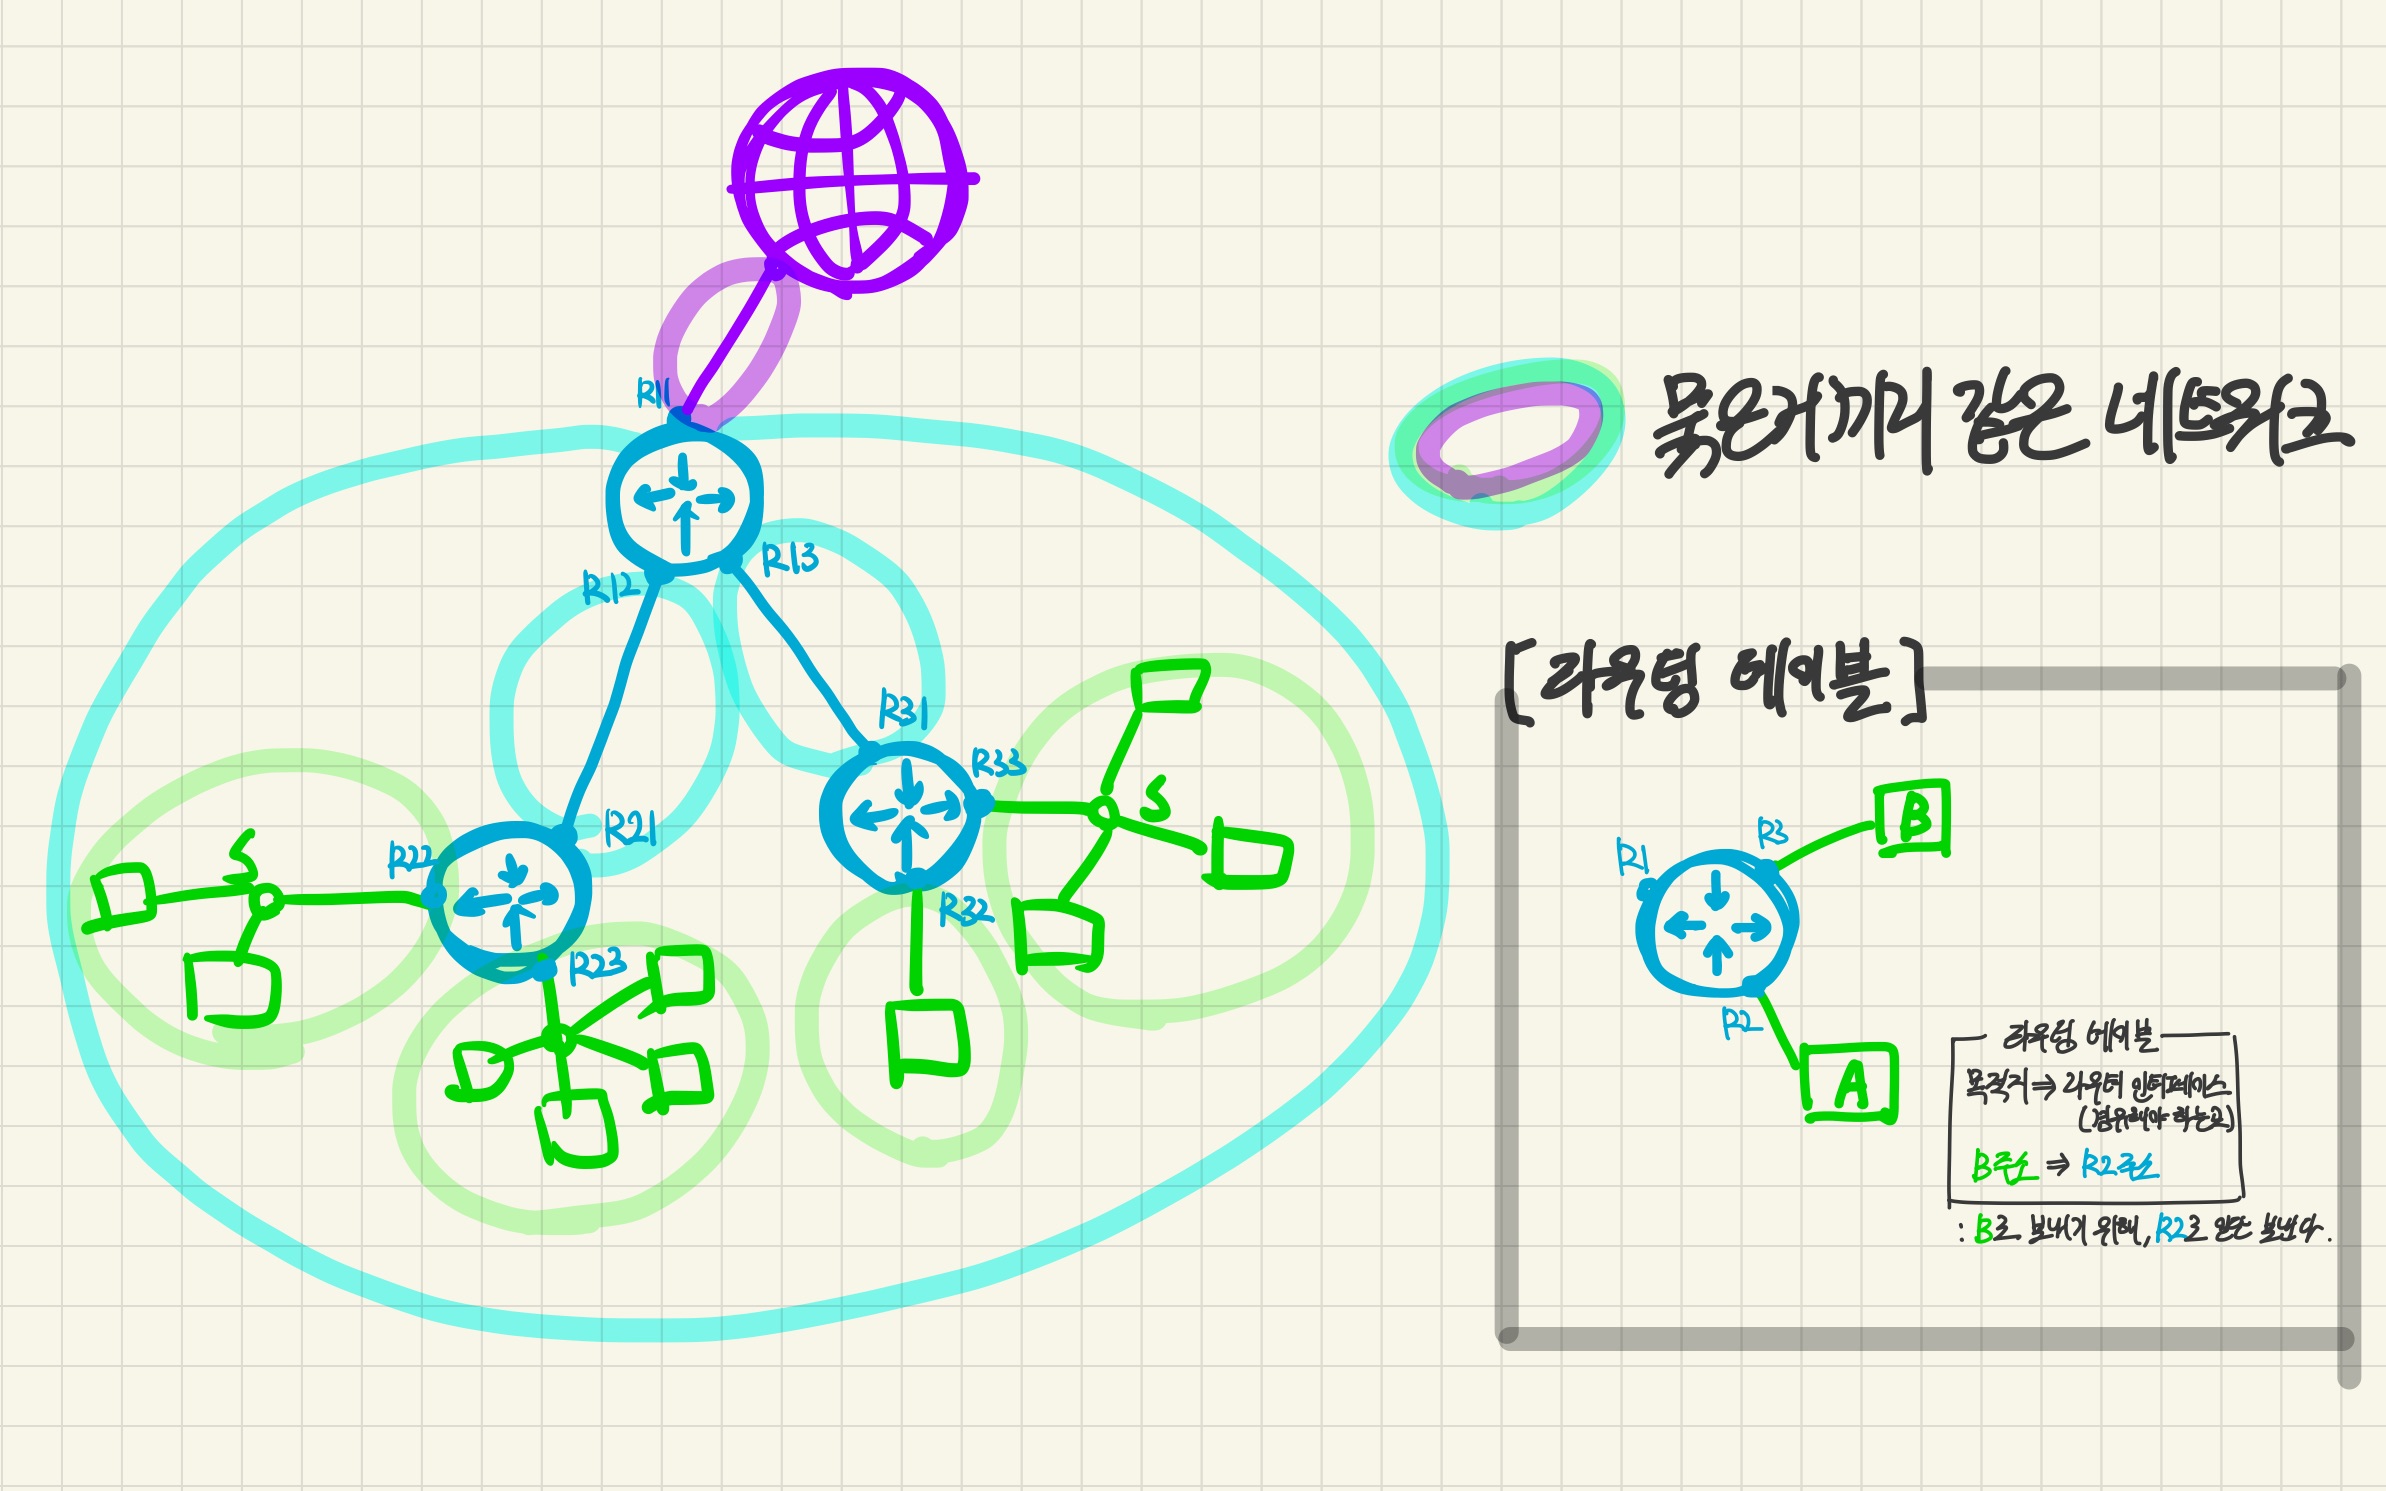 R11
묶은거끼리 같은 네트워크
R13
R12
[라우팅 테이블]
R31
R33
S
R21
S
R22
R32
R23
B
R3
R1
R2
A
라우팅 테이블
목적지 ⇒ 라우터 인터페이스
(경유해야 하는곳)
B주소 ⇒ R2주소
: B로 보내기 위해, R2로 일단 보낸다.